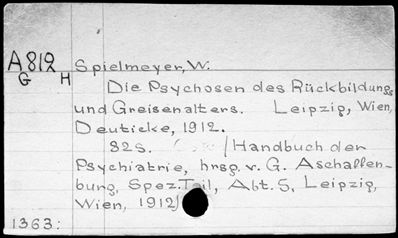 A812 Spielmeyer, W.
G H
Die Psychosen des Rückbildungs
und Greisenalters. Leipzig, Wien,
Deuticke, 1912.
82s. /Handbuch der
Psychiatrie, hrsg. v. G. Aschaffen-
burg, Spez. Teil, Abt. 5, Leipzig,
Wien, 1912/
1363: